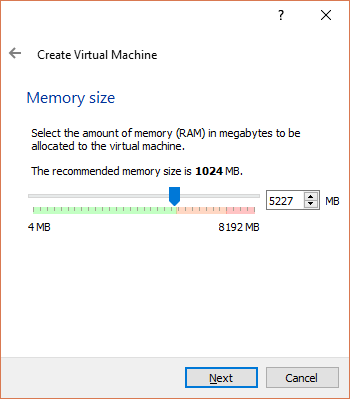 ?
Create Virtual Machine
Memory size
Select the amount of memory (RAM) in megabytes to be
allocated to the virtual machine.
The recommended memory size is 1024 MB.
5227 MB
4 MB 8192 MB
Next Cancel